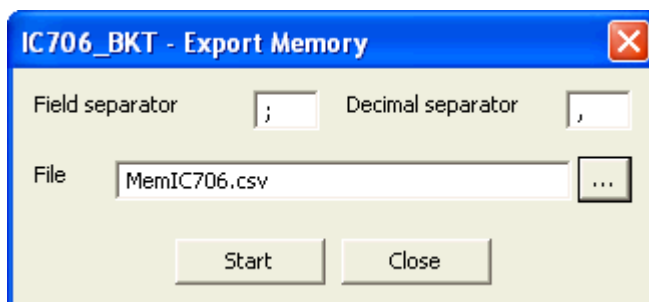 IC706_BKT - Export Memory
Field separator ; Decimal separator ,
File MemIC706.csv ...
Start Close